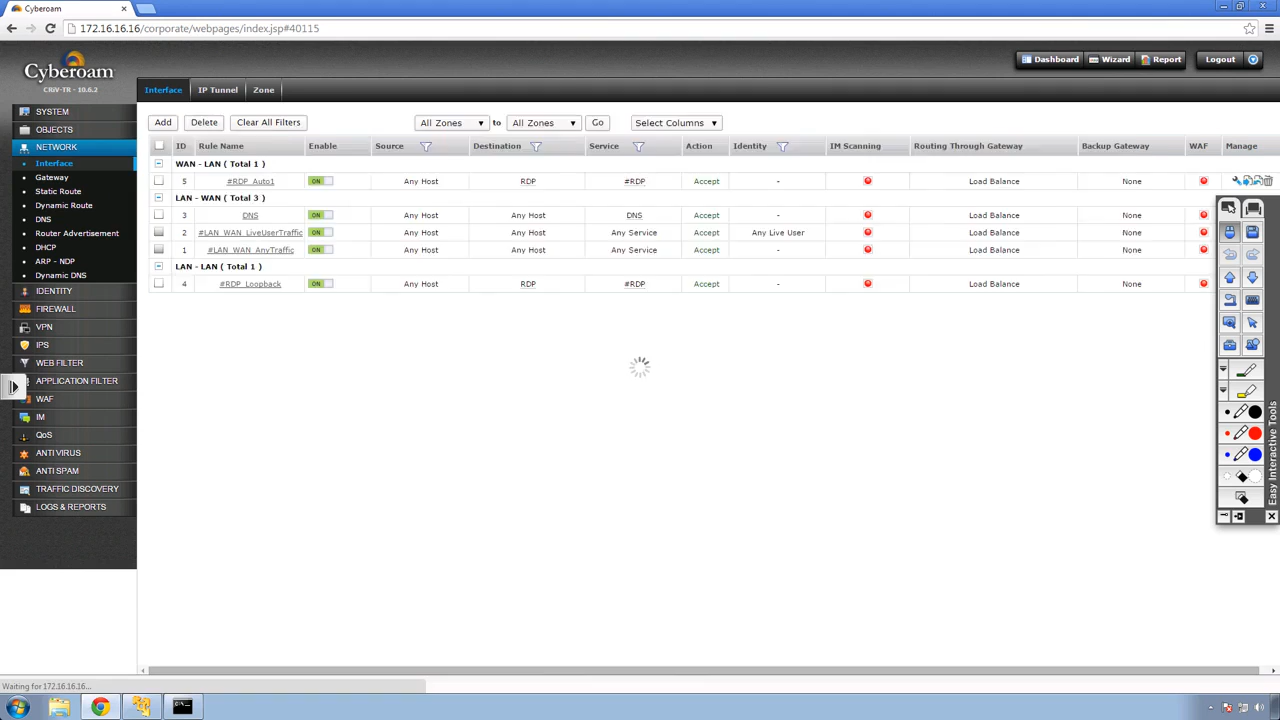 Cyberoam
172.16.16.16/corporate/webpages/index.jsp#40115
Cyberoam
CRiV-TR - 10.6.2
Dashboard
Wizard
Report
Logout
Interface
IP Tunnel
Zone
SYSTEM
OBJECTS
NETWORK
Interface
Gateway
Static Route
Dynamic Route
DNS
Router Advertisement
DHCP
ARP - NDP
Dynamic DNS
IDENTITY
FIREWALL
VPN
IPS
WEB FILTER
APPLICATION FILTER
WAF
IM
QoS
ANTI VIRUS
ANTI SPAM
TRAFFIC DISCOVERY
LOGS & REPORTS
Add Delete Clear All Filters All Zones to All Zones Go Select Columns
ID Rule Name Enable Source Destination Service Action Identity IM Scanning Routing Through Gateway Backup Gateway WAF Manage
WAN - LAN ( Total 1 )
5 #RDP_Auto1 ON Any Host RDP #RDP Accept - Load Balance None
LAN - WAN ( Total 3 )
3 DNS ON Any Host Any Host DNS Accept - Load Balance None
2 #LAN_WAN_LiveUserTraffic ON Any Host Any Host Any Service Accept Any Live User Load Balance None
1 #LAN_WAN_AnyTraffic ON Any Host Any Host Any Service Accept - Load Balance None
LAN - LAN ( Total 1 )
4 #RDP_Loopback ON Any Host RDP #RDP Accept - Load Balance None
Easy Interactive Tools
Waiting for 172.16.16.16...